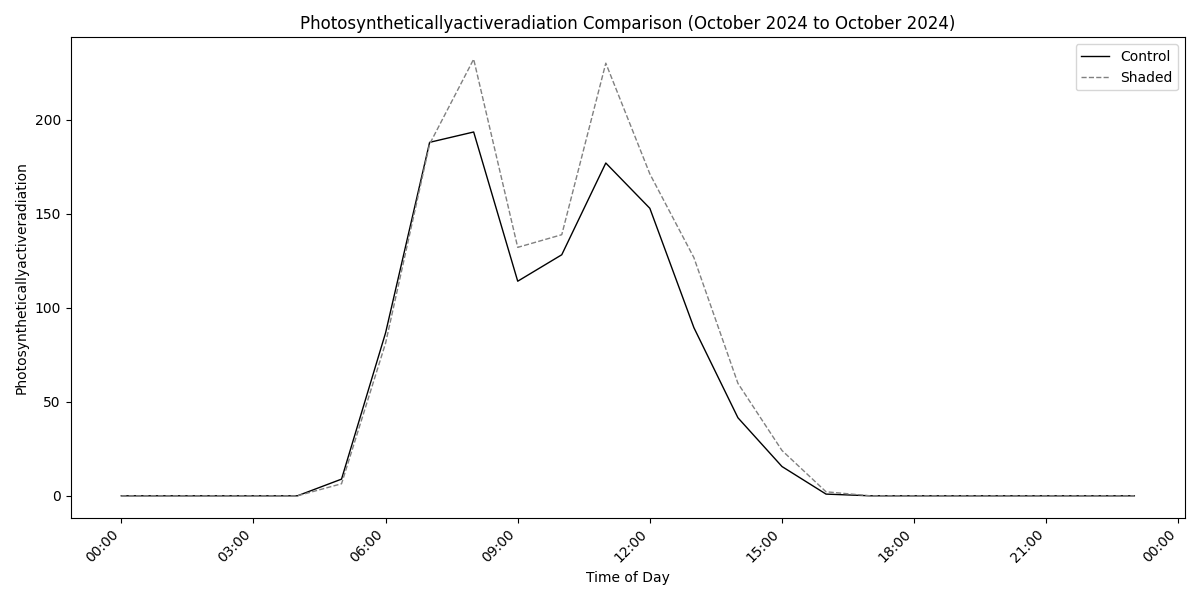 Photosyntheticallyactiveradiation Comparison (October 2024 to October 2024)
Control
Shaded
Photosyntheticallyactiveradiation
200
150
100
50
0
00:00
03:00
06:00
09:00
12:00
15:00
18:00
21:00
00:00
Time of Day